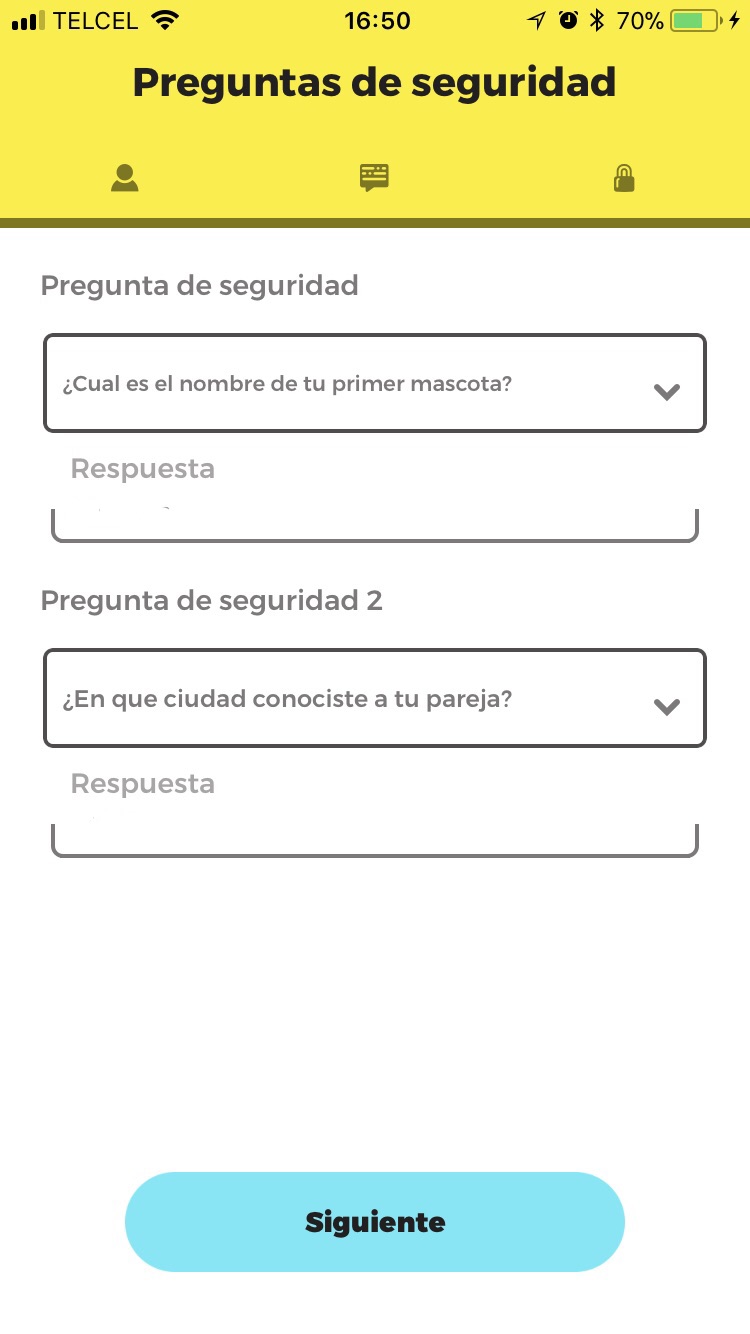 TELCEL 16:50 70%
Preguntas de seguridad
Pregunta de seguridad
¿Cual es el nombre de tu primer mascota?
Respuesta
Pregunta de seguridad 2
¿En que ciudad conociste a tu pareja?
Respuesta
Siguiente